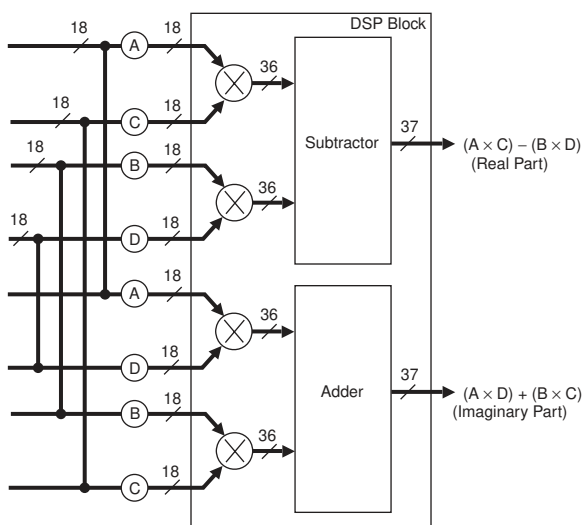 DSP Block
18
A
18
36
18
C
18
Subtractor
37
(A × C) – (B × D)
(Real Part)
18
B
18
36
18
D
18
A
18
36
D
18
Adder
37
(A × D) + (B × C)
(Imaginary Part)
B
18
36
C
18